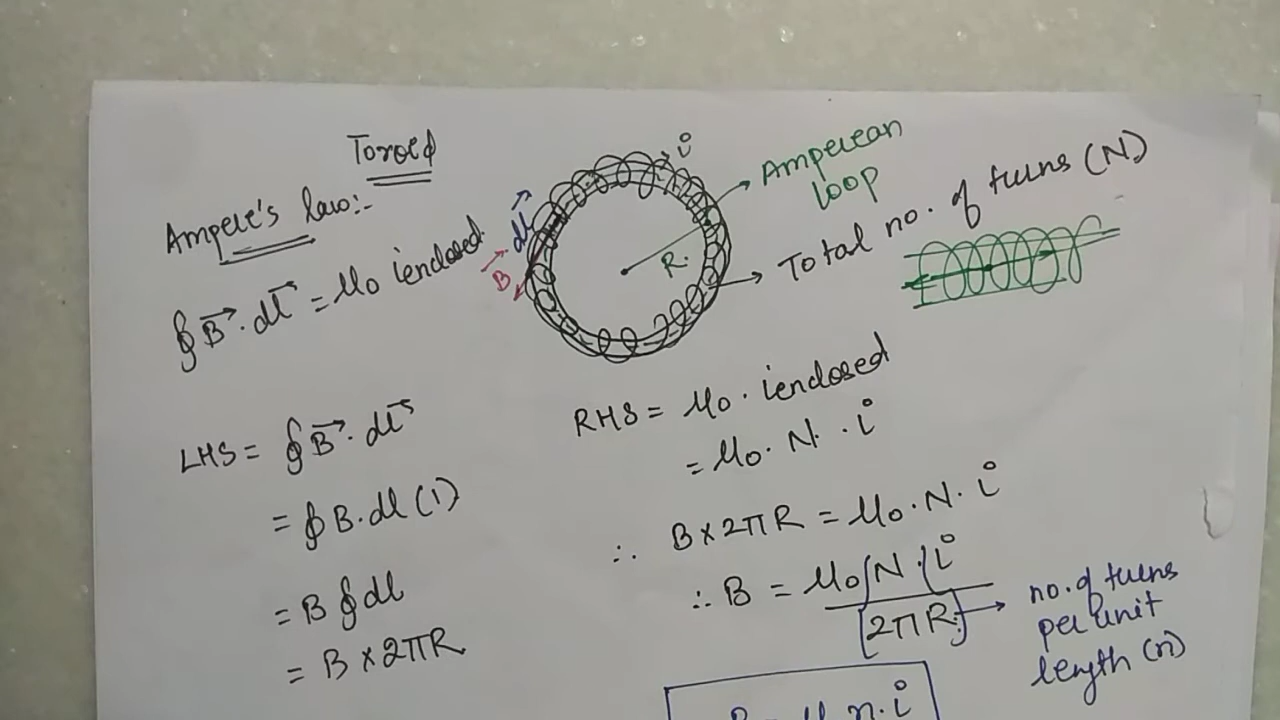 Toroid
Ampere's law:-
∮B⃗·dl⃗ = μ₀ ienclosed
i
Amperean
loop
Total no. of turns (N)
dl⃗
B⃗
R
LHS = ∮B⃗·dl⃗
= ∮B·dl(1)
= B∮dl
= B×2πR
RHS = μ₀·ienclosed
= μ₀·N·i
∴ B×2πR = μ₀·N·i
∴ B = μ₀(N·)i
[2πR]
no. of turns
per unit
length (n)
B = μ₀ n·i